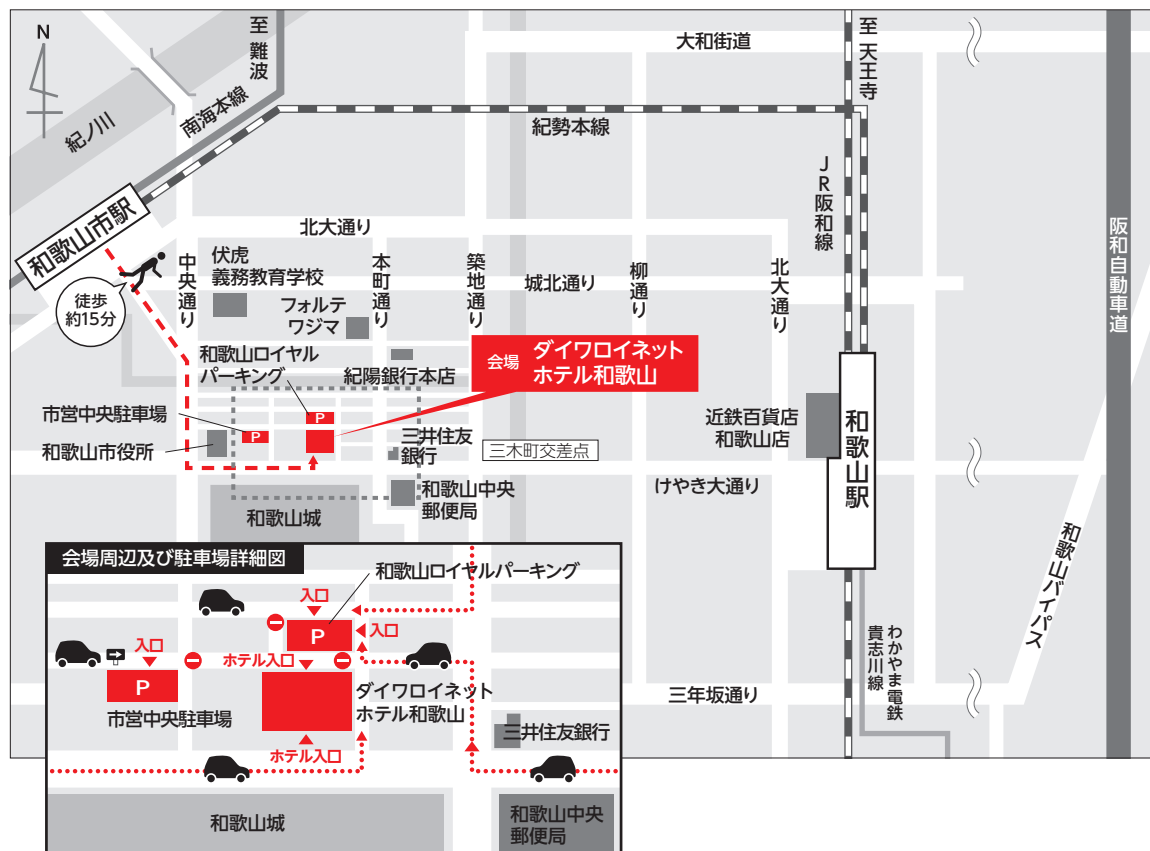 N
至 難波
南海本線
紀ノ川
大和街道
至 天王寺
紀勢本線
JR阪和線
阪和自動車道
和歌山市駅
徒歩
約15分
中央通り
北大通り
伏虎
義務教育学校
本町通り
築地通り
城北通り
柳通り
北大通り
フォルテ
ワジマ
和歌山ロイヤル
パーキング
紀陽銀行本店
会場
ダイワロイネット
ホテル和歌山
市営中央駐車場
P
P
和歌山市役所
三井住友
銀行
三木町交差点
近鉄百貨店
和歌山店
和歌山駅
けやき大通り
和歌山中央
郵便局
和歌山城
和歌山バイパス
わかやま電鉄
貴志川線
三年坂通り
会場周辺及び駐車場詳細図
和歌山ロイヤルパーキング
入口
P
入口
入口
P
市営中央駐車場
ホテル入口
ダイワロイネット
ホテル和歌山
ホテル入口
三井住友銀行
和歌山城
和歌山中央
郵便局